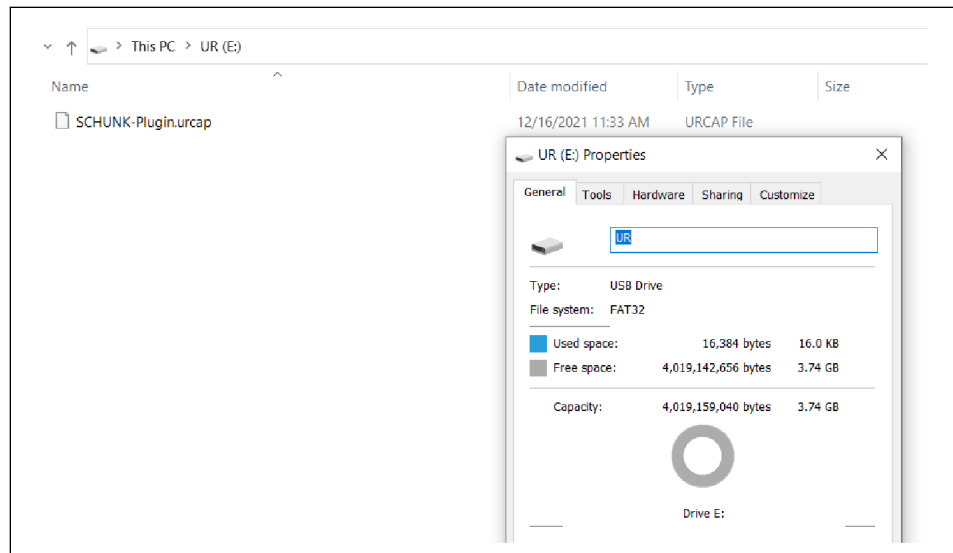 This PC > UR (E:)
Name Date modified Type Size
SCHUNK-Plugin.urcap 12/16/2021 11:33 AM URCAP File
UR (E:) Properties
General Tools Hardware Sharing Customize
UR
Type: USB Drive
File system: FAT32
Used space: 16,384 bytes 16.0 KB
Free space: 4,019,142,656 bytes 3.74 GB
Capacity: 4,019,159,040 bytes 3.74 GB
Drive E: